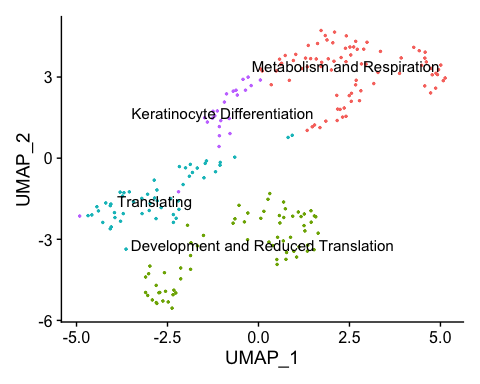 Metabolism and Respiration
3
Keratinocyte Differentiation
0
UMAP_2
Translating
-3
Development and Reduced Translation
-6
-5.0 -2.5 0.0 2.5 5.0
UMAP_1